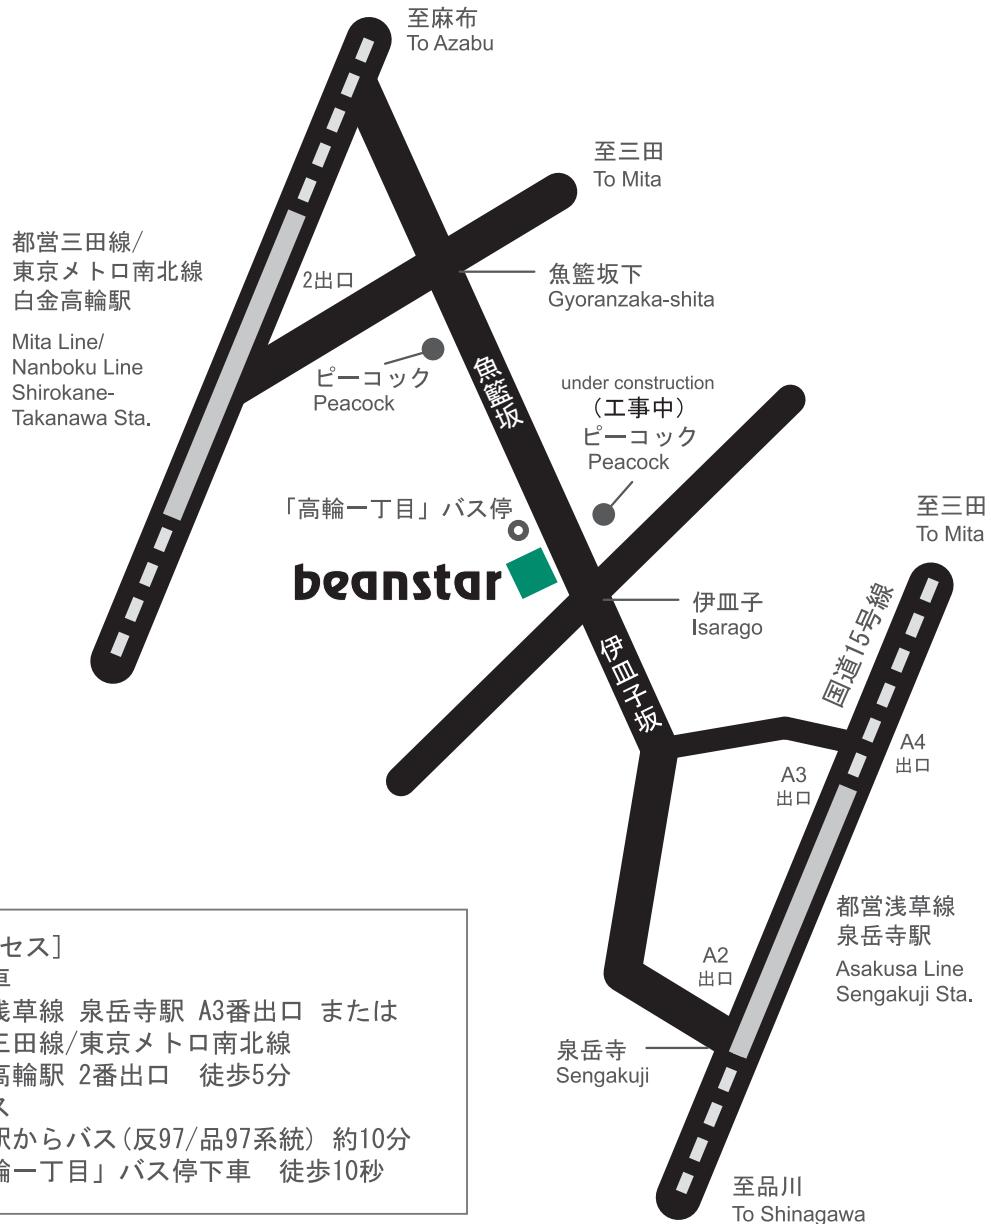 至麻布
To Azabu
至三田
To Mita
都営三田線/
東京メトロ南北線
白金高輪駅
Mita Line/
Nanboku Line
Shirokane-
Takanawa Sta.
2出口
魚籃坂下
Gyoranzaka-shita
ピーコック
Peacock
魚籃坂
under construction
（工事中）
ピーコック
Peacock
「高輪一丁目」バス停
beanstar
伊皿子
Isarago
伊皿子坂
至三田
To Mita
国道15号線
A4
出口
A3
出口
都営浅草線
泉岳寺駅
Asakusa Line
Sengakuji Sta.
A2
出口
泉岳寺
Sengakuji
至品川
To Shinagawa
セス]
車
浅草線 泉岳寺駅 A3番出口 または
三田線/東京メトロ南北線
高輪駅 2番出口 徒歩5分
ス
駅からバス(反97/品97系統) 約10分
輪一丁目」バス停下車 徒歩10秒